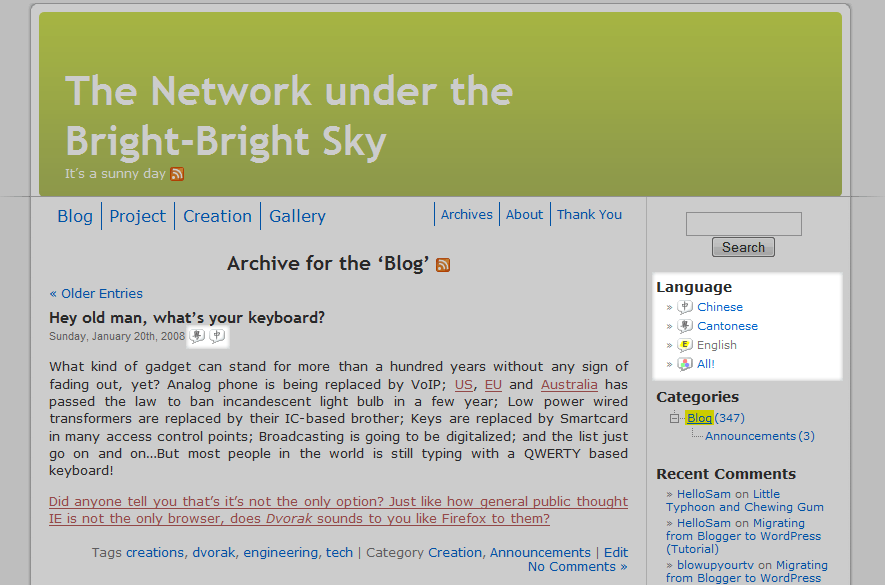 The Network under the
Bright-Bright Sky
It's a sunny day
Blog Project Creation Gallery Archives About Thank You
Search
Archive for the ‘Blog’
« Older Entries
Hey old man, what’s your keyboard?
Sunday, January 20th, 2008 粵 中
What kind of gadget can stand for more than a hundred years without any sign of
fading out, yet? Analog phone is being replaced by VoIP; US, EU and Australia has
passed the law to ban incandescent light bulb in a few year; Low power wired
transformers are replaced by their IC-based brother; Keys are replaced by Smartcard
in many access control points; Broadcasting is going to be digitalized; and the list just
go on and on...But most people in the world is still typing with a QWERTY based
keyboard!
Did anyone tell you that’s it’s not the only option? Just like how general public thought
IE is not the only browser, does Dvorak sounds to you like Firefox to them?
Tags creations, dvorak, engineering, tech | Category Creation, Announcements | Edit
No Comments »
Language
» 中 Chinese
» 粵 Cantonese
» E English
» All!
Categories
Blog (347)
Announcements (3)
Recent Comments
» HelloSam on Little
Typhoon and Chewing Gum
» HelloSam on Migrating
from Blogger to WordPress
(Tutorial)
» blowupyourtv on Migrating
from Blogger to WordPress